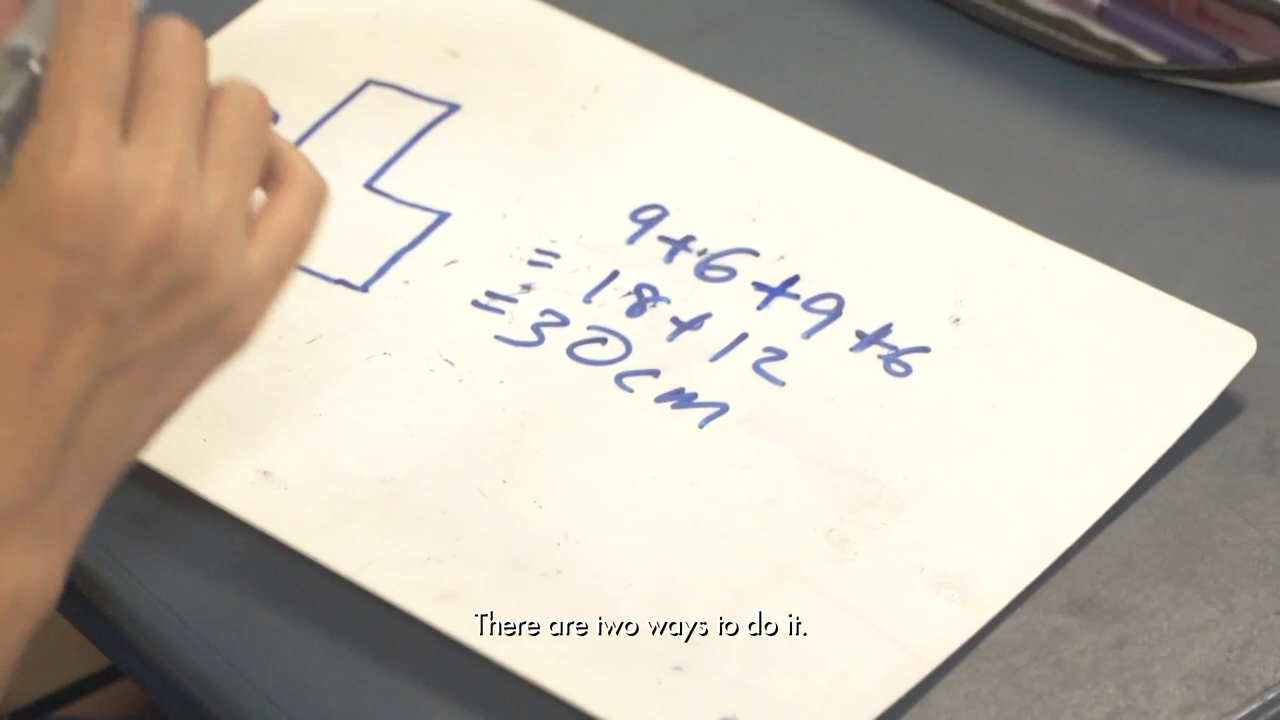 9+6+9+6
= 18+12
= 30cm
There are two ways to do it.